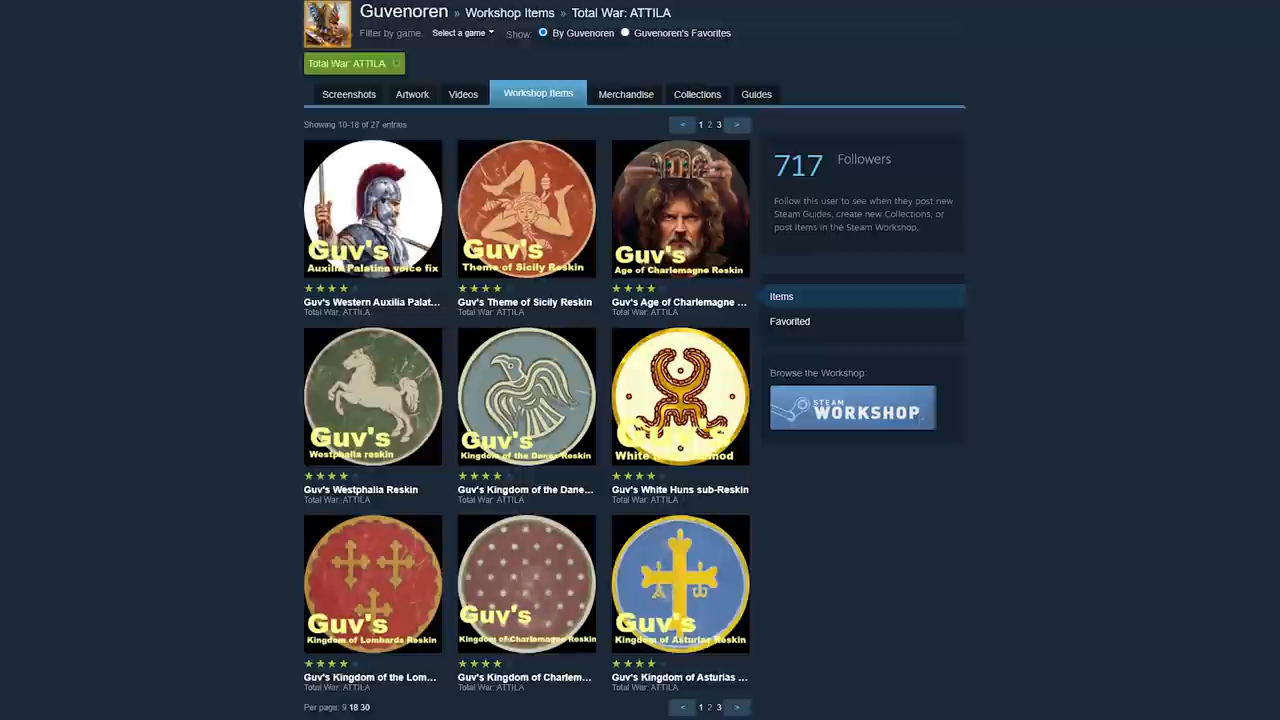 Guvenoren » Workshop Items » Total War: ATTILA
Filter by game: Select a game Show: By Guvenoren Guvenoren's Favorites
Total War: ATTILA
Screenshots Artwork Videos Workshop Items Merchandise Collections Guides
Showing 10-18 of 27 entries
< 1 2 3 >
717 Followers
Follow this user to see when they post new
Steam Guides, create new Collections, or
post items in the Steam Workshop.
Items
Favorited
Browse the Workshop:
STEAM
WORKSHOP
Guv's
Auxilia Palatina voice fix
Guv's
Theme of Sicily Reskin
Guv's
Age of Charlemagne Reskin
Guv's Western Auxilia Palat...
Total War: ATTILA
Guv's Theme of Sicily Reskin
Total War: ATTILA
Guv's Age of Charlemagne ...
Total War: ATTILA
Guv's
Westphalia reskin
Guv's
Kingdom of the Danes Reskin
Guv's
White
Guv's Westphalia Reskin
Total War: ATTILA
Guv's Kingdom of the Dane...
Total War: ATTILA
Guv's White Huns sub-Reskin
Total War: ATTILA
Guv's
Kingdom of Lombards Reskin
Guv's
Kingdom of Charlemagne Reskin
Guv's
Kingdom of Asturias Reskin
Guv's Kingdom of the Lom...
Total War: ATTILA
Guv's Kingdom of Charlem...
Total War: ATTILA
Guv's Kingdom of Asturias ...
Total War: ATTILA
Per page: 9 18 30
< 1 2 3 >